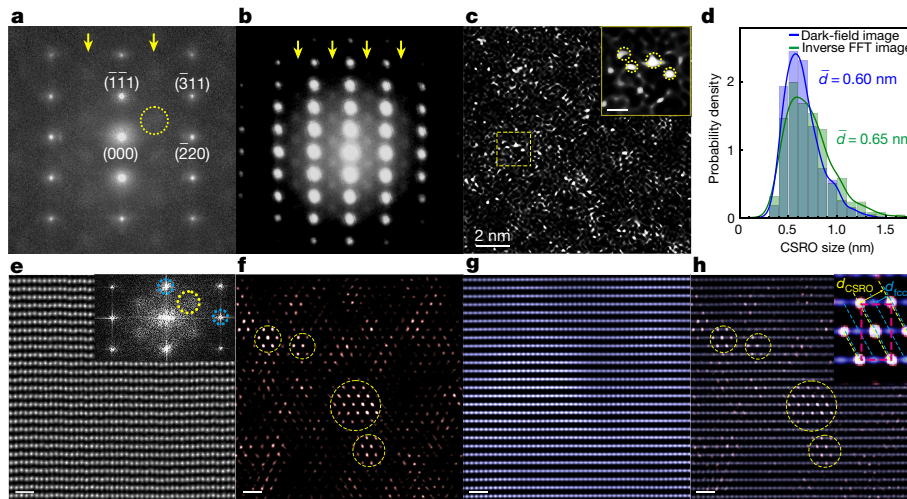 a
b
c
d
(1̄1̄1)
(3̄11)
(000)
(2̄20)
2 nm
Dark-field image
Inverse FFT image
d̄ = 0.60 nm
d̄ = 0.65 nm
Probability density
2
1
0
0 0.5 1.0 1.5
CSRO size (nm)
e
f
g
h
dCSRO
dfcc